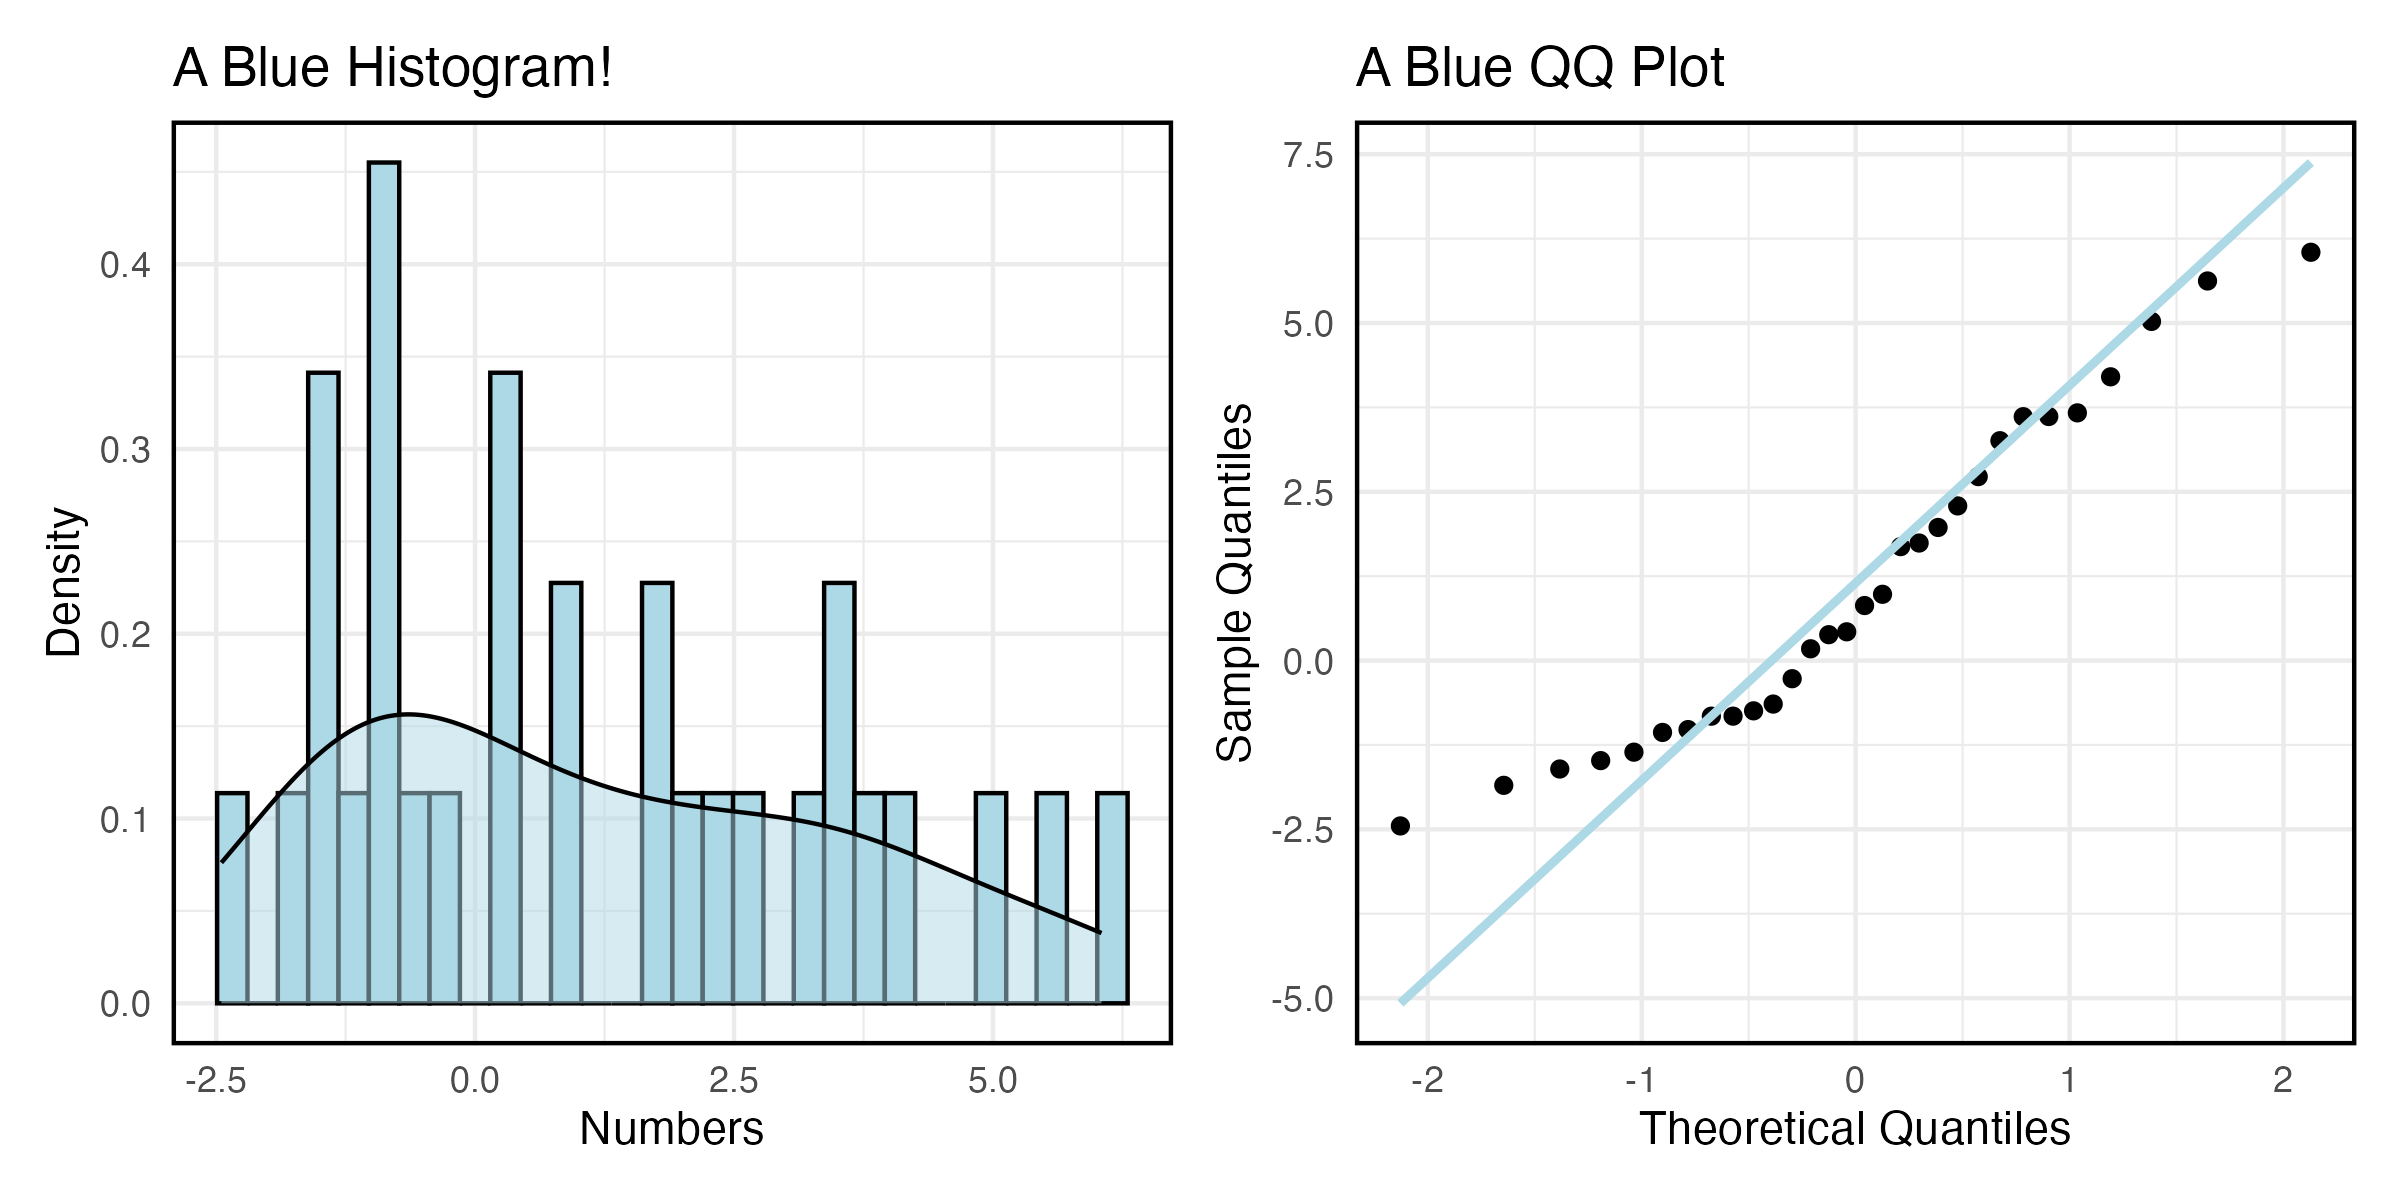 A Blue Histogram!
Density
0.4
0.3
0.2
0.1
0.0
-2.5 0.0 2.5 5.0
Numbers
A Blue QQ Plot
Sample Quantiles
7.5
5.0
2.5
0.0
-2.5
-5.0
-2 -1 0 1 2
Theoretical Quantiles